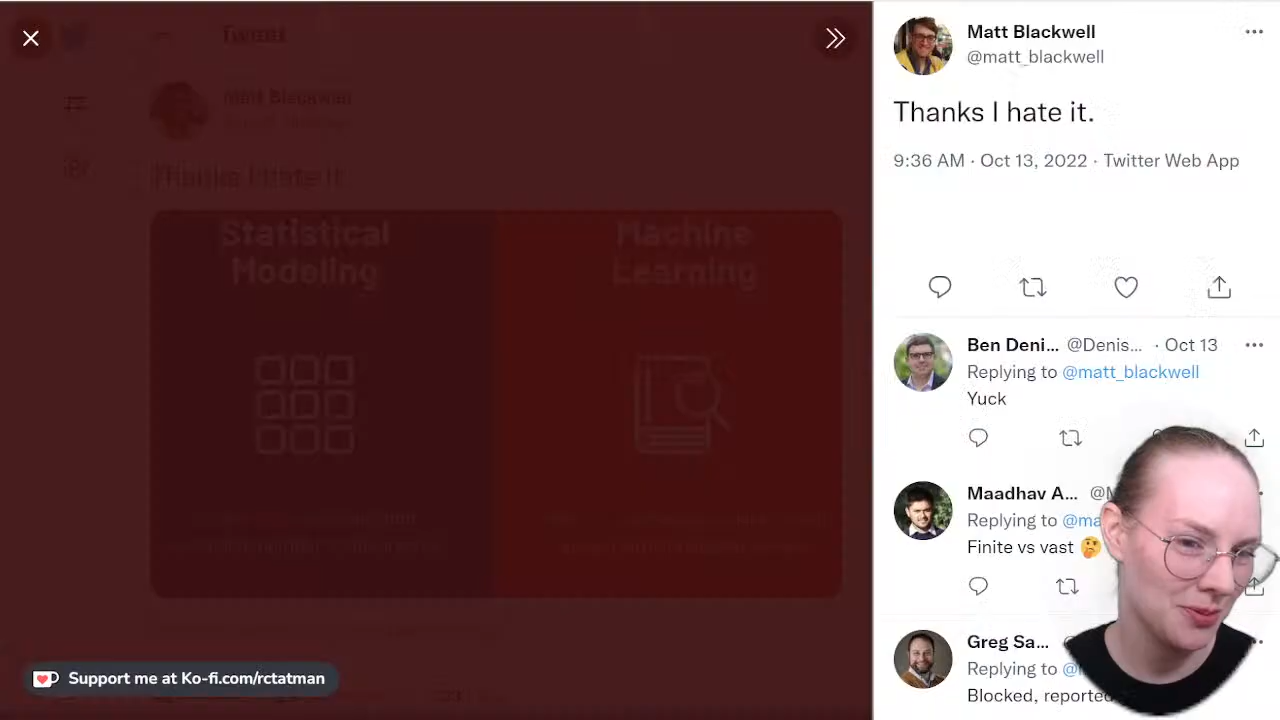 Tweet
Matt Blackwell
Thanks I hate it.
Statistical
Modeling
Machine
Learning
Support me at Ko-fi.com/rctatman
Matt Blackwell
@matt_blackwell
Thanks I hate it.
9:36 AM · Oct 13, 2022 · Twitter Web App
Ben Deni... @Denis... · Oct 13
Replying to @matt_blackwell
Yuck
Maadhav A...
Replying to @ma
Finite vs vast 🤔
Greg Sa...
Replying to @
Blocked, reported